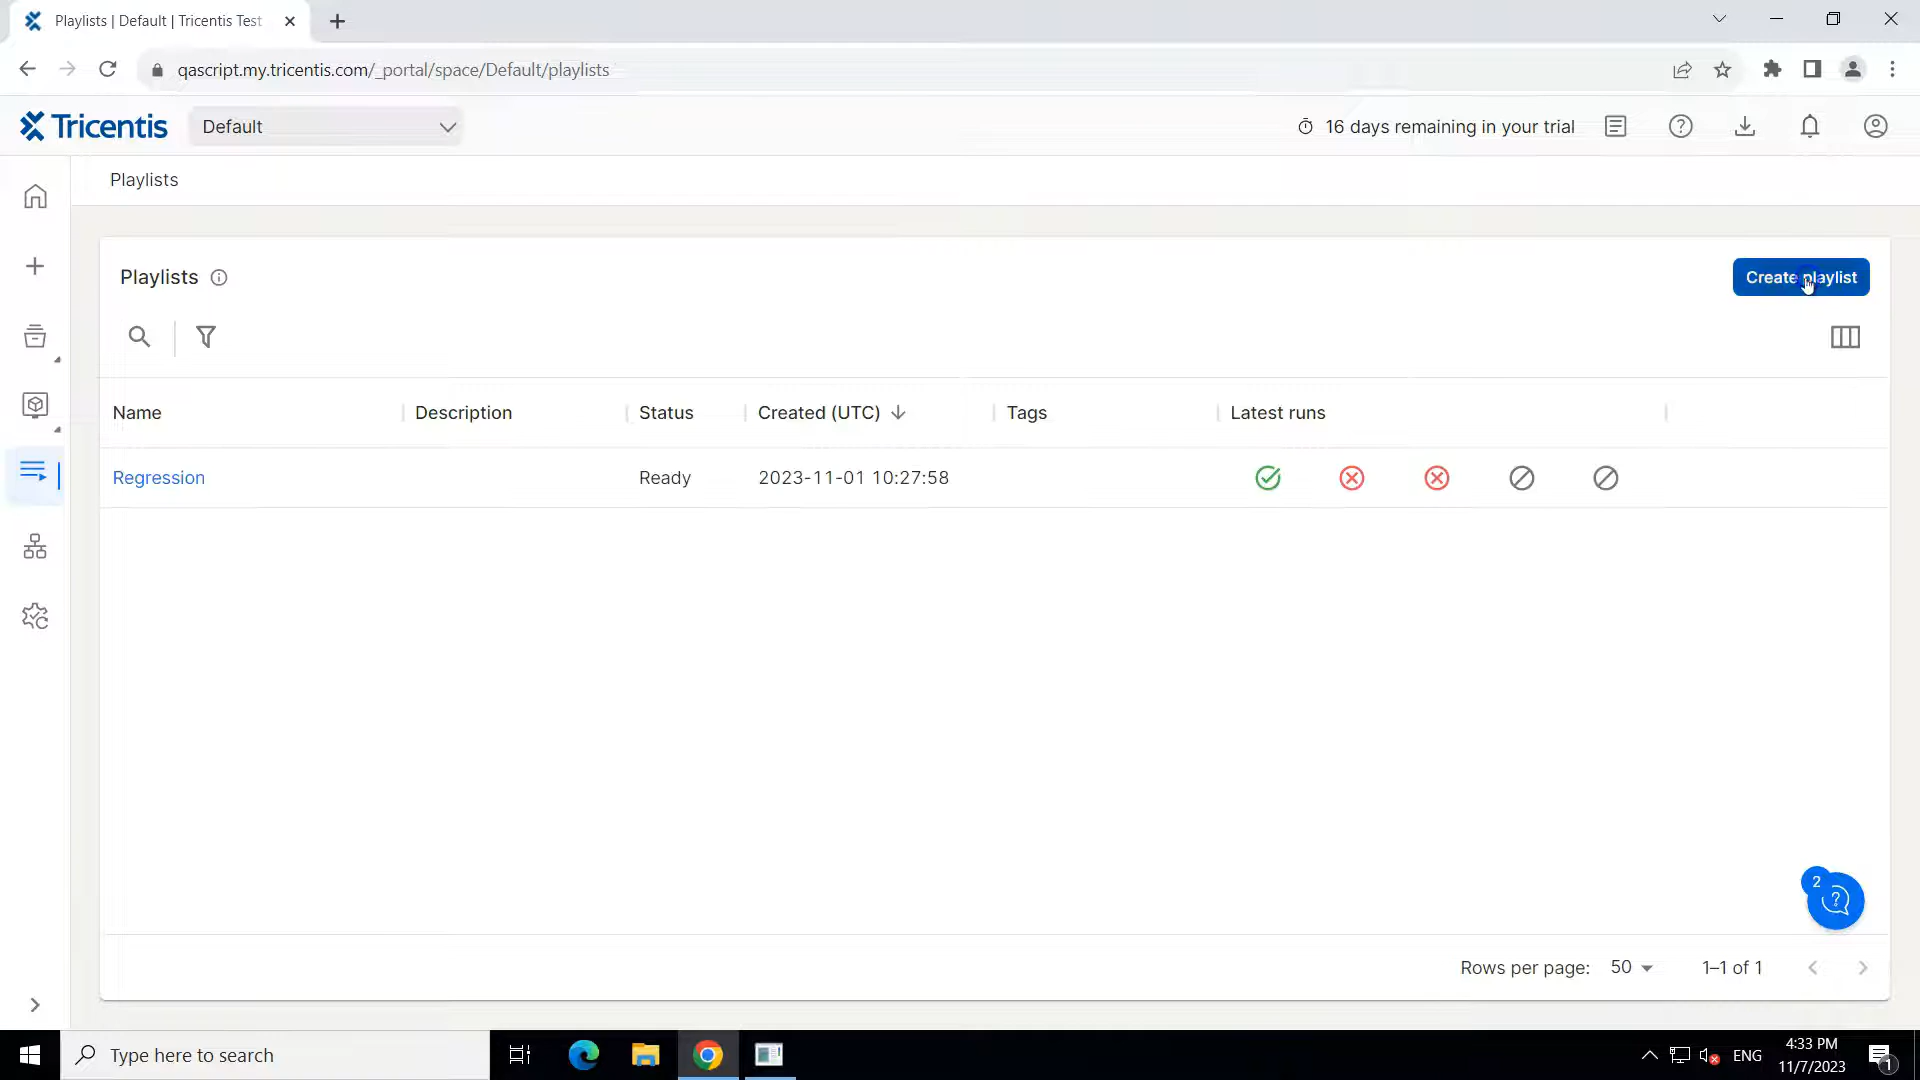 Playlists | Default | Tricentis Test
qascript.my.tricentis.com/_portal/space/Default/playlists
Tricentis
Default
16 days remaining in your trial
Playlists
Playlists
Create playlist
Name
Description
Status
Created (UTC)
Tags
Latest runs
Regression
Ready
2023-11-01 10:27:58
2
Rows per page:
50
1–1 of 1
Type here to search
ENG
4:33 PM
11/7/2023
1